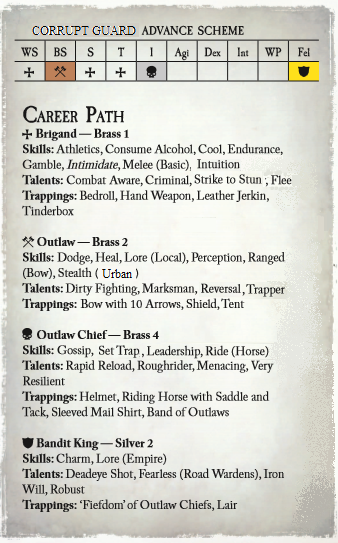 CORRUPT GUARD ADVANCE SCHEME
WS BS S T I Agi Dex Int WP Fel
CAREER PATH
Brigand — Brass 1
Skills: Athletics, Consume Alcohol, Cool, Endurance,
Gamble, Intimidate, Melee (Basic), Intuition
Talents: Combat Aware, Criminal, Strike to Stun , Flee
Trappings: Bedroll, Hand Weapon, Leather Jerkin,
Tinderbox
Outlaw — Brass 2
Skills: Dodge, Heal, Lore (Local), Perception, Ranged
(Bow), Stealth ( Urban )
Talents: Dirty Fighting, Marksman, Reversal, Trapper
Trappings: Bow with 10 Arrows, Shield, Tent
Outlaw Chief — Brass 4
Skills: Gossip, Set Trap , Leadership, Ride (Horse)
Talents: Rapid Reload, Roughrider, Menacing, Very
Resilient
Trappings: Helmet, Riding Horse with Saddle and
Tack, Sleeved Mail Shirt, Band of Outlaws
Bandit King — Silver 2
Skills: Charm, Lore (Empire)
Talents: Deadeye Shot, Fearless (Road Wardens), Iron
Will, Robust
Trappings: ‘Fiefdom’ of Outlaw Chiefs, Lair